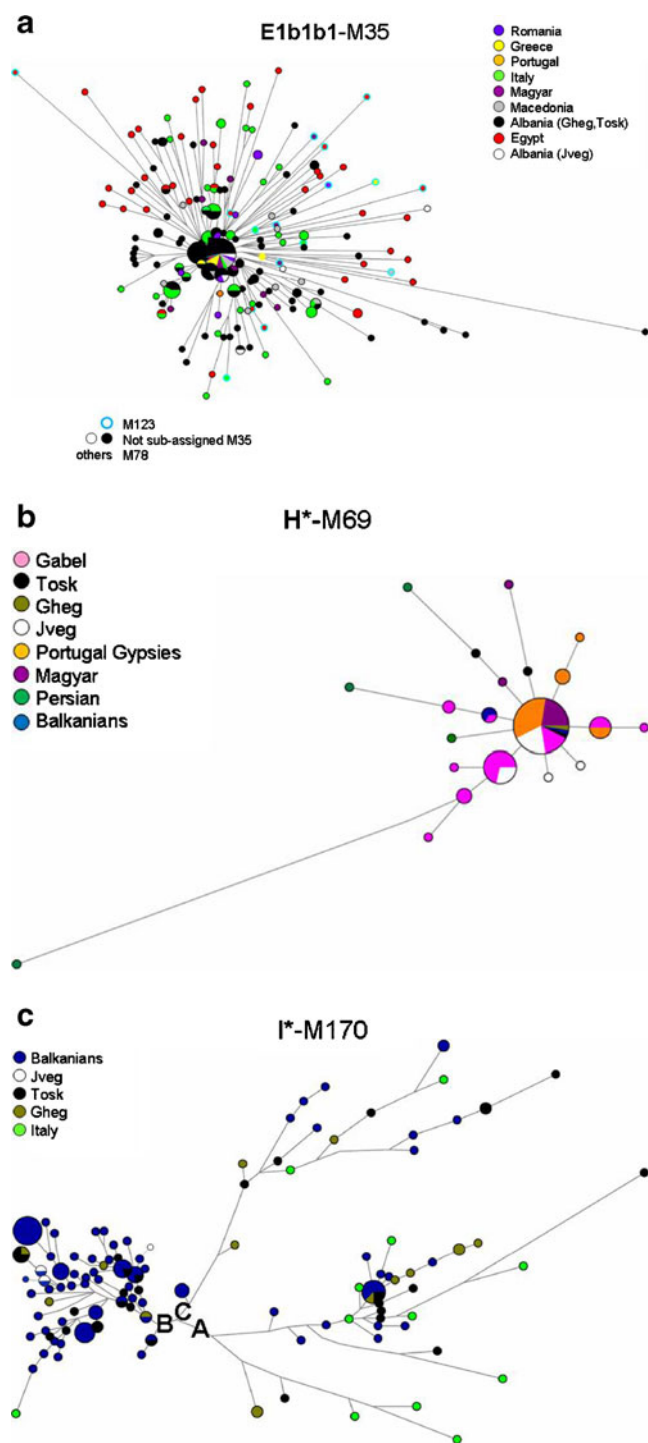 a
E1b1b1-M35
Romania
Greece
Portugal
Italy
Magyar
Macedonia
Albania (Gheg,Tosk)
Egypt
Albania (Jveg)
M123
Not sub-assigned M35
others M78
b
H*-M69
Gabel
Tosk
Gheg
Jveg
Portugal Gypsies
Magyar
Persian
Balkanians
c
I*-M170
Balkanians
Jveg
Tosk
Gheg
Italy
B
C
A